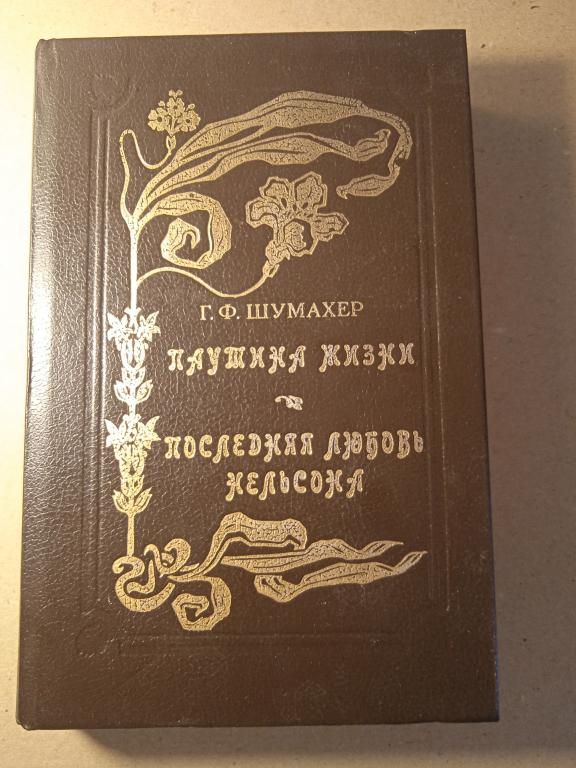 Г. Ф. ШУМАХЕР
ПАУТИНА ЖИЗНИ
ПОСЛЕДНЯЯ ЛЮБОВЬ
НЕЛЬСОНА